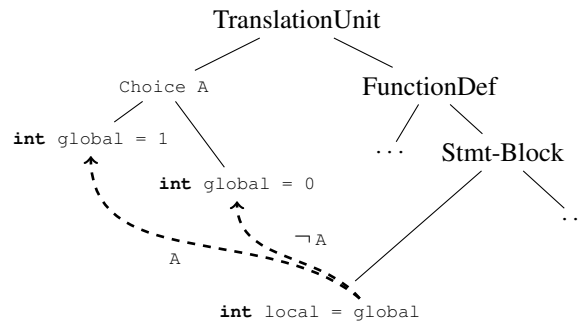 TranslationUnit
Choice A
FunctionDef
int global = 1
...
Stmt-Block
int global = 0
..
¬A
A
int local = global